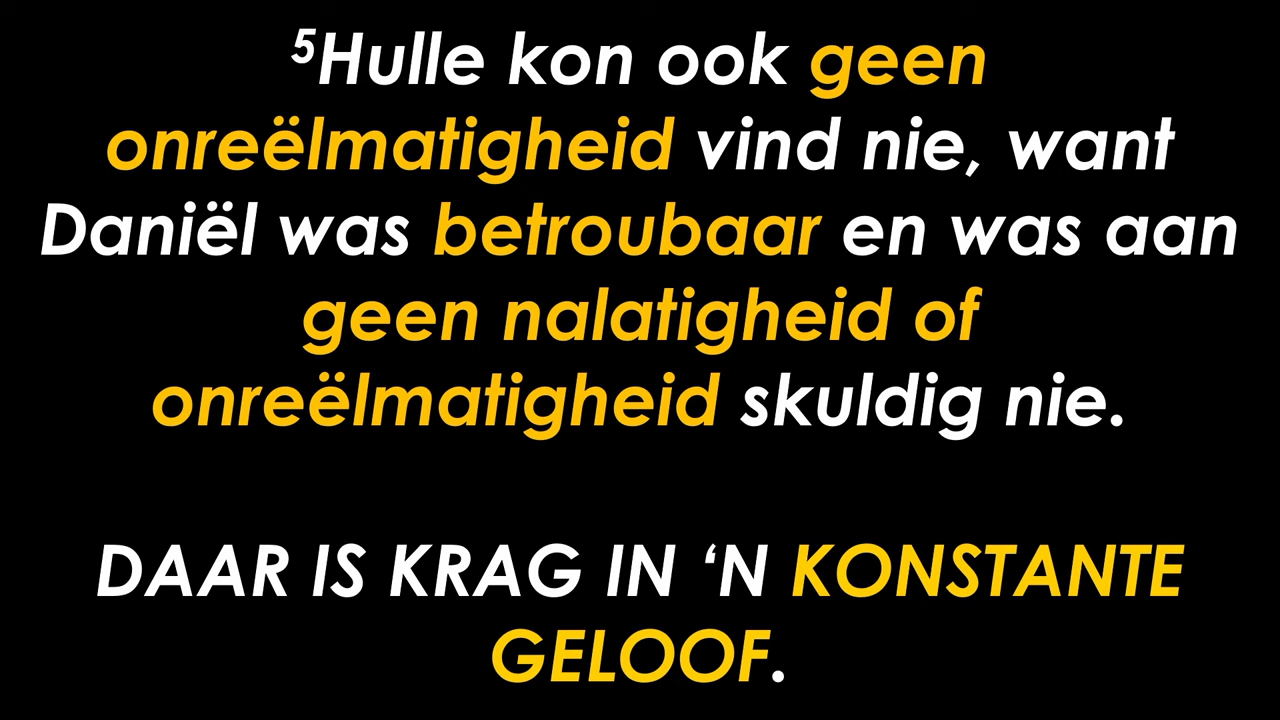 ⁵Hulle kon ook geen
onreëlmatigheid vind nie, want
Daniël was betroubaar en was aan
geen nalatigheid of
onreëlmatigheid skuldig nie.
DAAR IS KRAG IN ‘N KONSTANTE
GELOOF.